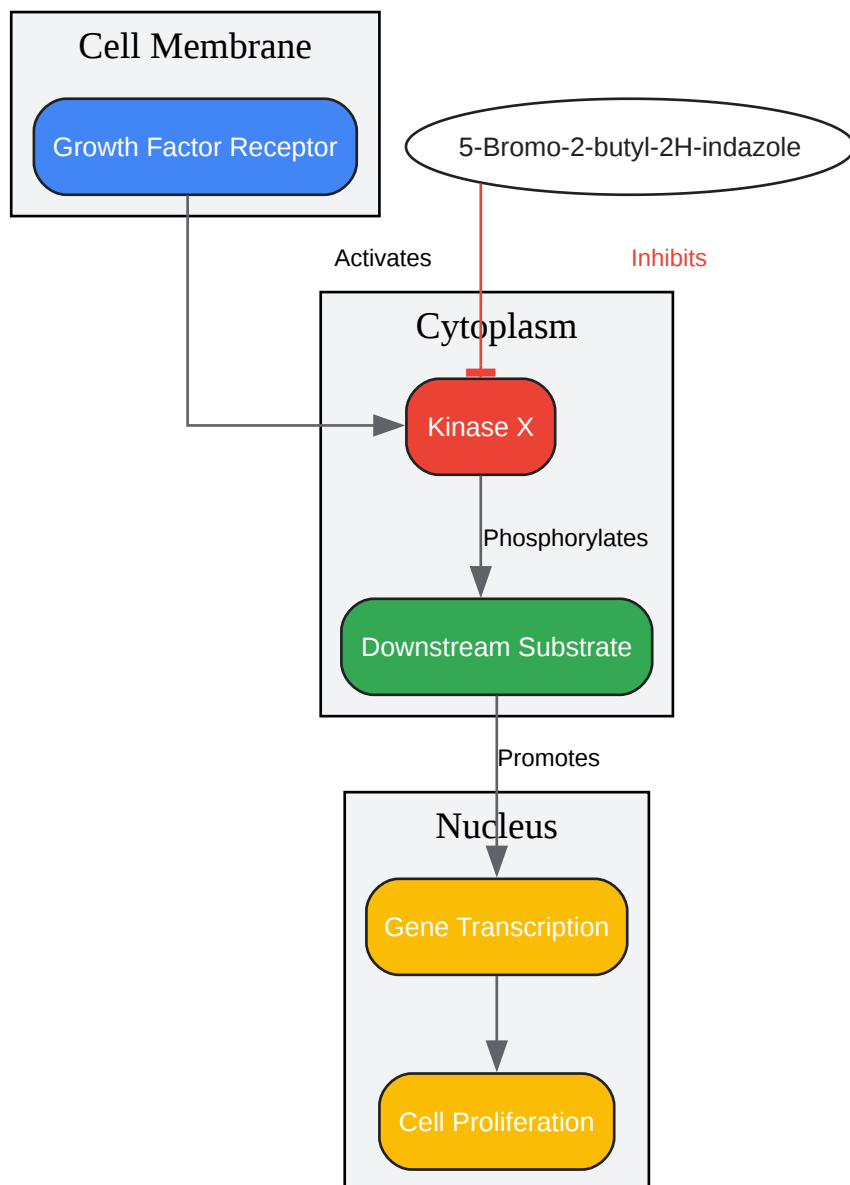 Cell Membrane
Growth Factor Receptor
5-Bromo-2-butyl-2H-indazole
Activates
Inhibits
Cytoplasm
Kinase X
Phosphorylates
Downstream Substrate
Promotes
Nucleus
Gene Transcription
Cell Proliferation